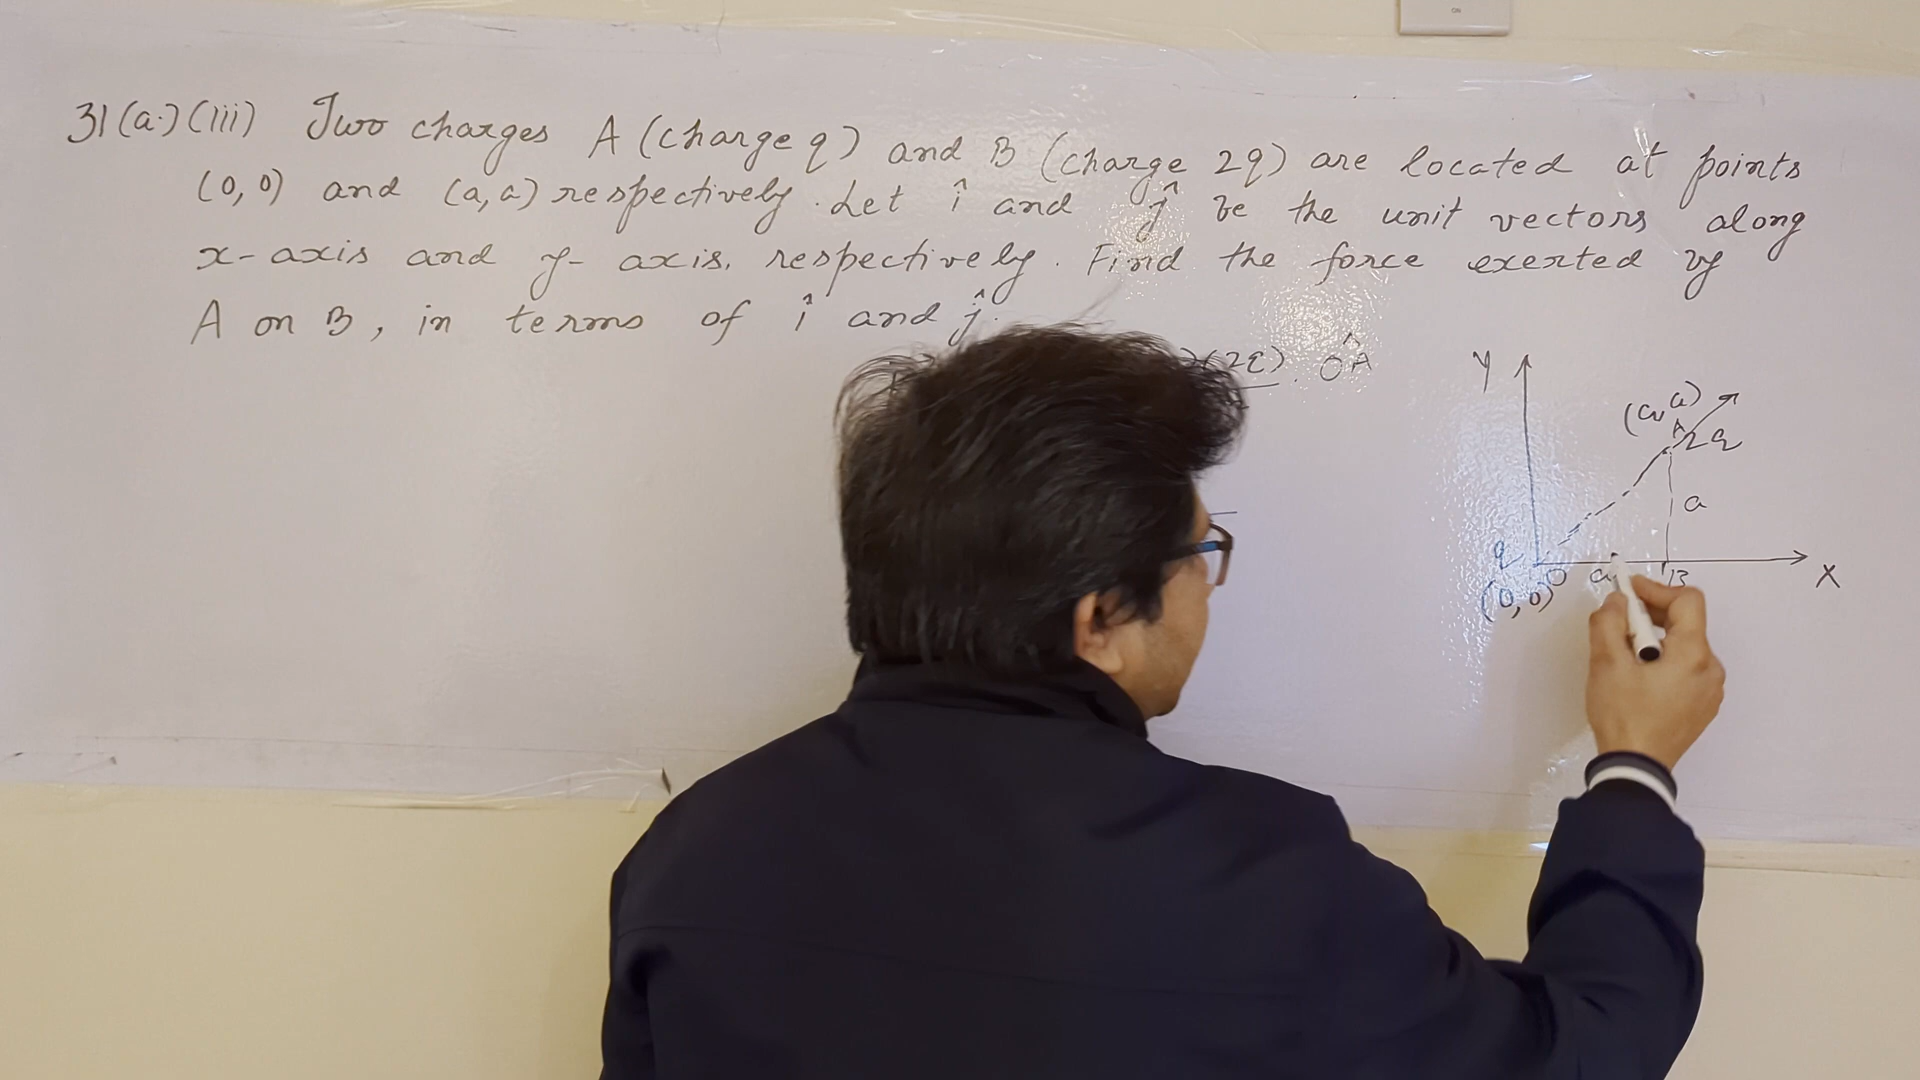 31(a.)(iii) Two charges A (charge q) and B (charge 2q) are located at points
(0,0) and (a,a) respectively. Let î and ĵ be the unit vectors along
x-axis and y-axis, respectively. Find the force exerted by
A on B, in terms of î and ĵ.
(2q). OA
Y
(a,a)
A
2q
a
q
O
a
B
X
(0,0)